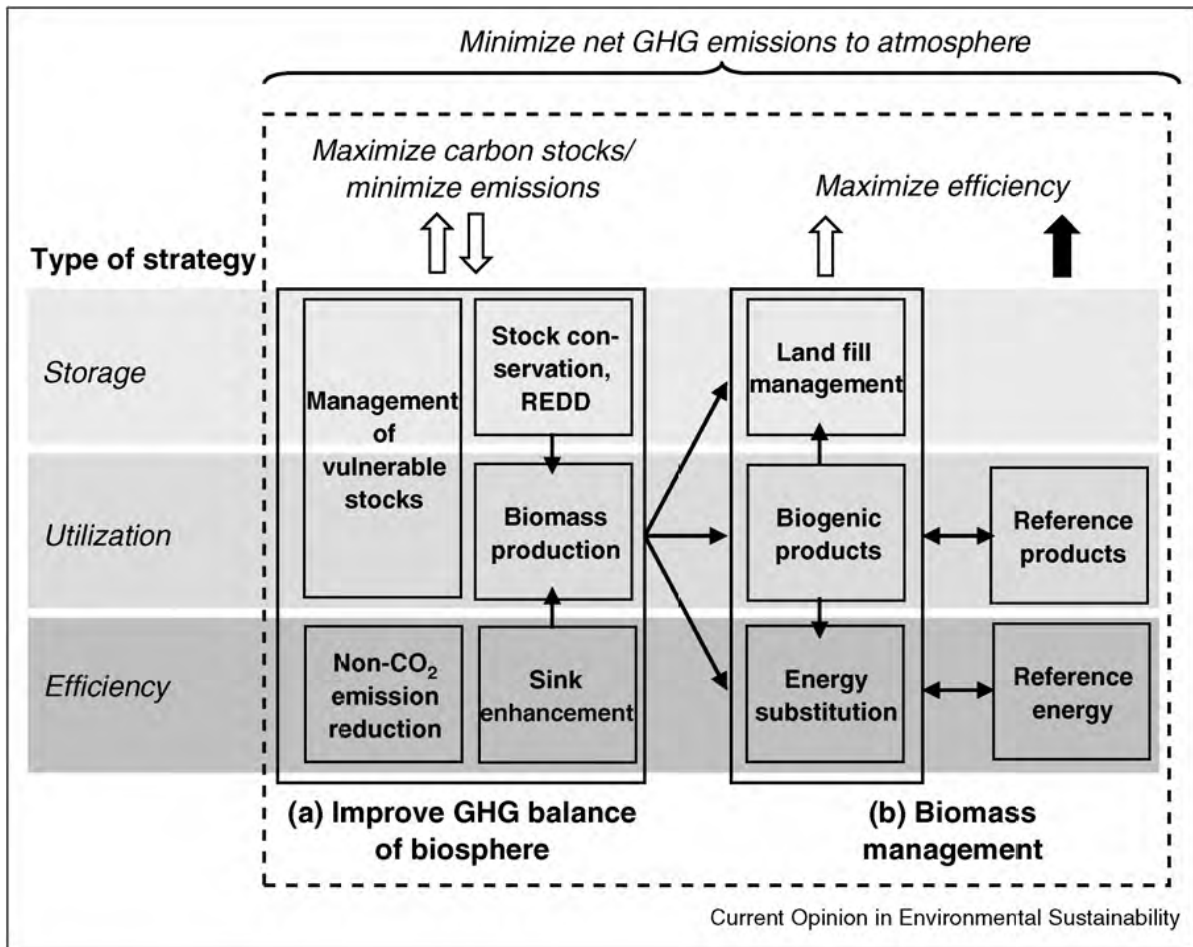 Minimize net GHG emissions to atmosphere
Maximize carbon stocks/
minimize emissions
Maximize efficiency
Type of strategy
Storage
Management
of
vulnerable
stocks
Stock con-
servation,
REDD
Land fill
management
Utilization
Biomass
production
Biogenic
products
Reference
products
Efficiency
Non-CO₂
emission
reduction
Sink
enhancement
Energy
substitution
Reference
energy
(a) Improve GHG balance
of biosphere
(b) Biomass
management
Current Opinion in Environmental Sustainability